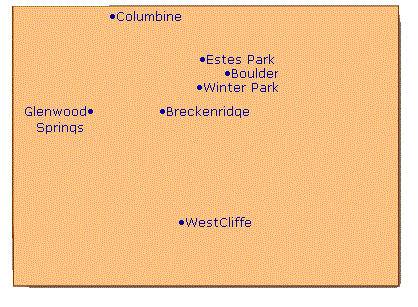 Columbine
Estes Park
Boulder
Winter Park
Glenwood
Springs
Breckenridge
WestCliffe